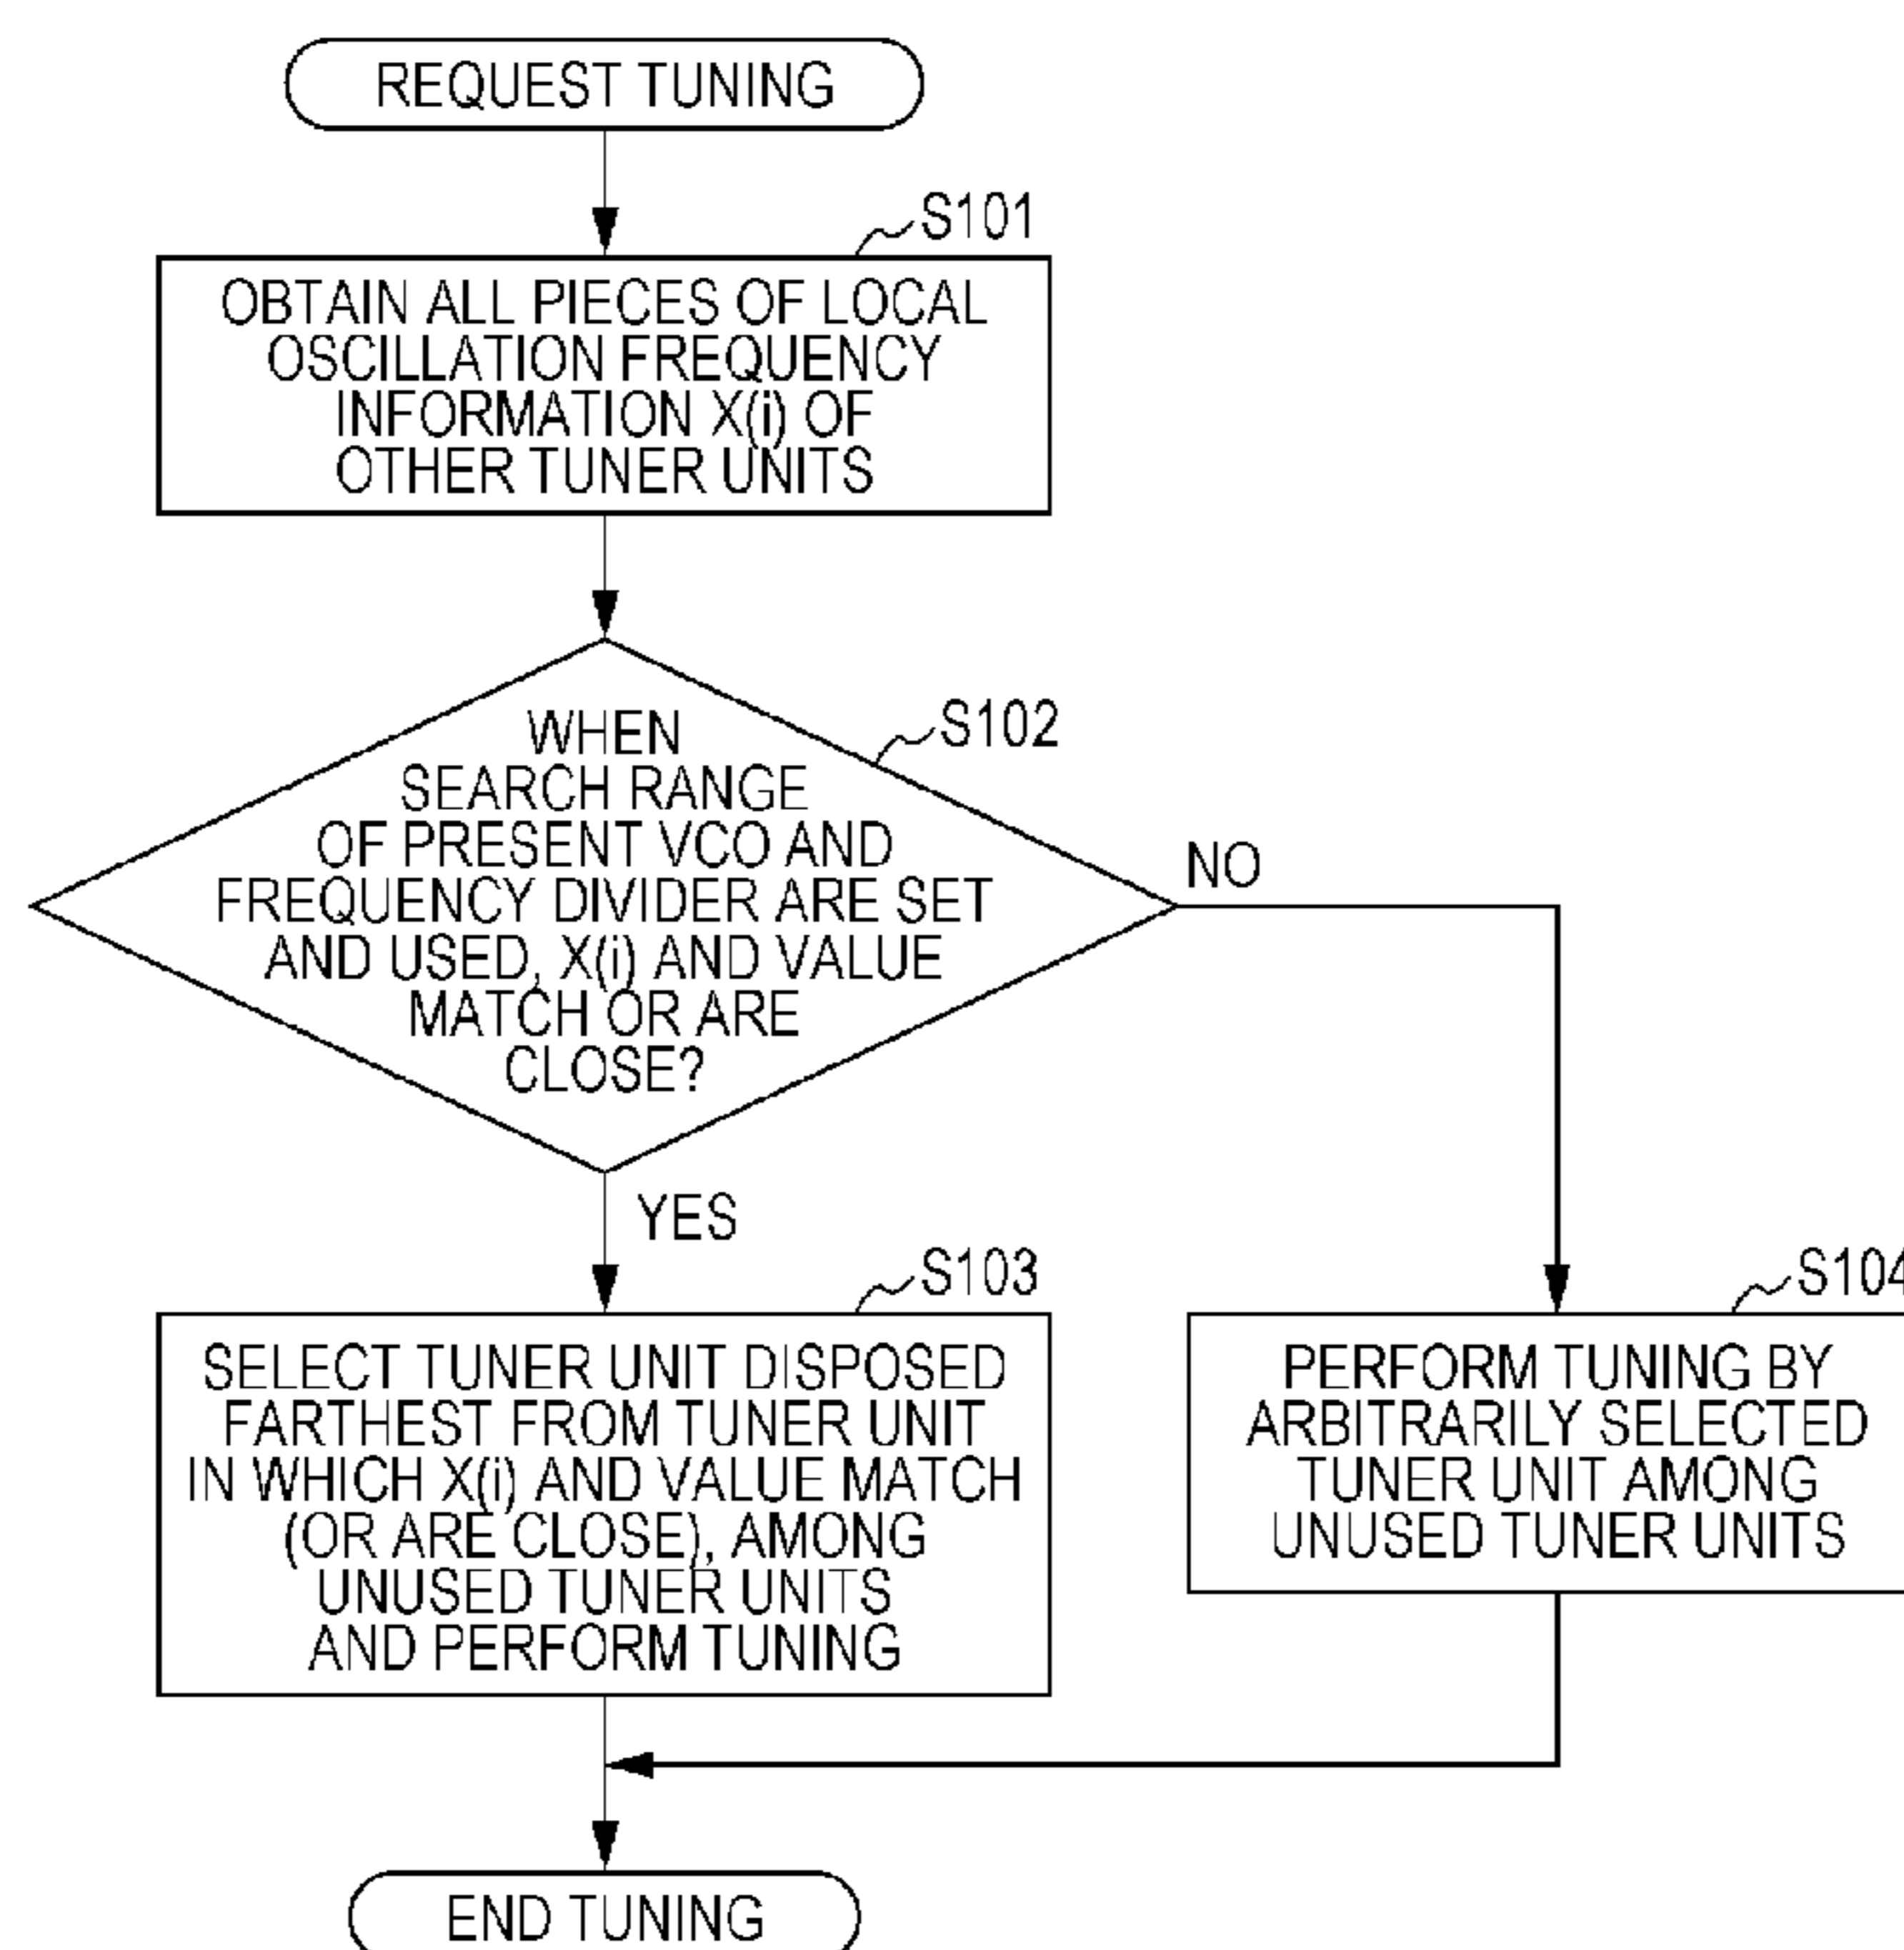 REQUEST TUNING
S101
OBTAIN ALL PIECES OF LOCAL
OSCILLATION FREQUENCY
INFORMATION X(i) OF
OTHER TUNER UNITS
S102
WHEN
SEARCH RANGE
OF PRESENT VCO AND
FREQUENCY DIVIDER ARE SET
AND USED, X(i) AND VALUE
MATCH OR ARE
CLOSE?
NO
YES
S103
SELECT TUNER UNIT DISPOSED
FARTHEST FROM TUNER UNIT
IN WHICH X(i) AND VALUE MATCH
(OR ARE CLOSE), AMONG
UNUSED TUNER UNITS
AND PERFORM TUNING
S104
PERFORM TUNING BY
ARBITRARILY SELECTED
TUNER UNIT AMONG
UNUSED TUNER UNITS
END TUNING